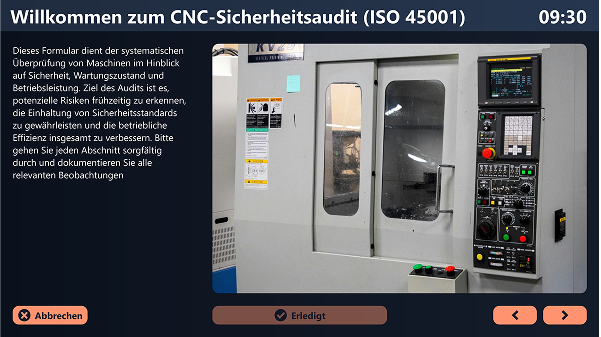 Willkommen zum CNC-Sicherheitsaudit (ISO 45001)
09:30
Dieses Formular dient der systematischen
Überprüfung von Maschinen im Hinblick
auf Sicherheit, Wartungszustand und
Betriebsleistung. Ziel des Audits ist es,
potenzielle Risiken frühzeitig zu erkennen,
die Einhaltung von Sicherheitsstandards
zu gewährleisten und die betriebliche
Effizienz insgesamt zu verbessern. Bitte
gehen Sie jeden Abschnitt sorgfältig
durch und dokumentieren Sie alle
relevanten Beobachtungen
Abbrechen
Erledigt